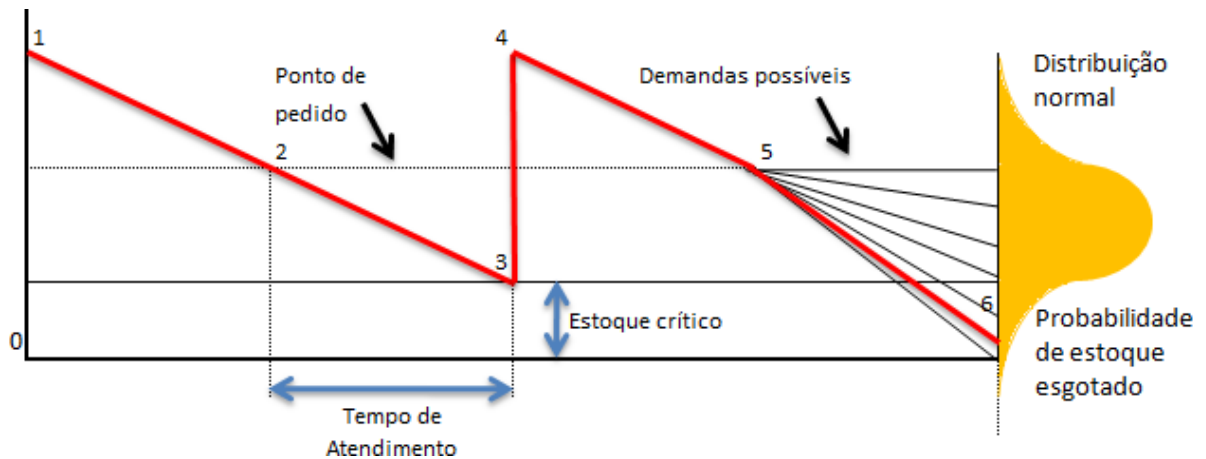 1
4
Ponto de
pedido
Demandas possíveis
Distribuição
normal
2
5
3
6
Estoque crítico
0
Probabilidade
de estoque
esgotado
Tempo de
Atendimento